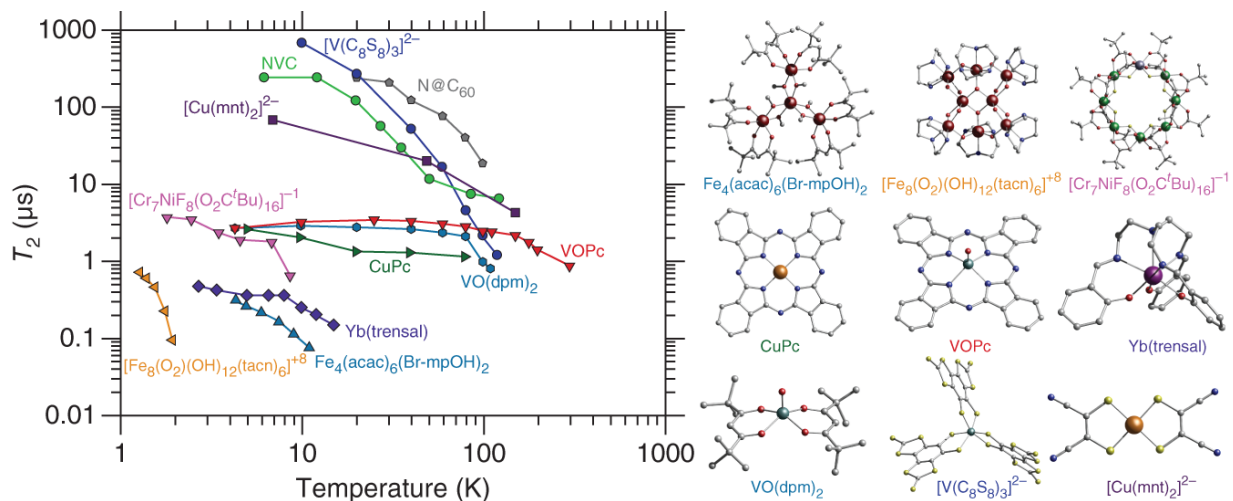 1000
100
10
1
0.1
0.01
T₂ (μs)
1
10
100
1000
Temperature (K)
[V(C₈S₈)₃]²⁻
NVC
N@C₆₀
[Cu(mnt)₂]²⁻
[Cr₇NiF₈(O₂CᵗBu)₁₆]⁻¹
VOPc
CuPc
VO(dpm)₂
Yb(trensal)
[Fe₈(O₂)(OH)₁₂(tacn)₆]⁺⁸
Fe₄(acac)₆(Br-mpOH)₂
Fe₄(acac)₆(Br-mpOH)₂
[Fe₈(O₂)(OH)₁₂(tacn)₆]⁺⁸
[Cr₇NiF₈(O₂CᵗBu)₁₆]⁻¹
CuPc
VOPc
Yb(trensal)
VO(dpm)₂
[V(C₈S₈)₃]²⁻
[Cu(mnt)₂]²⁻